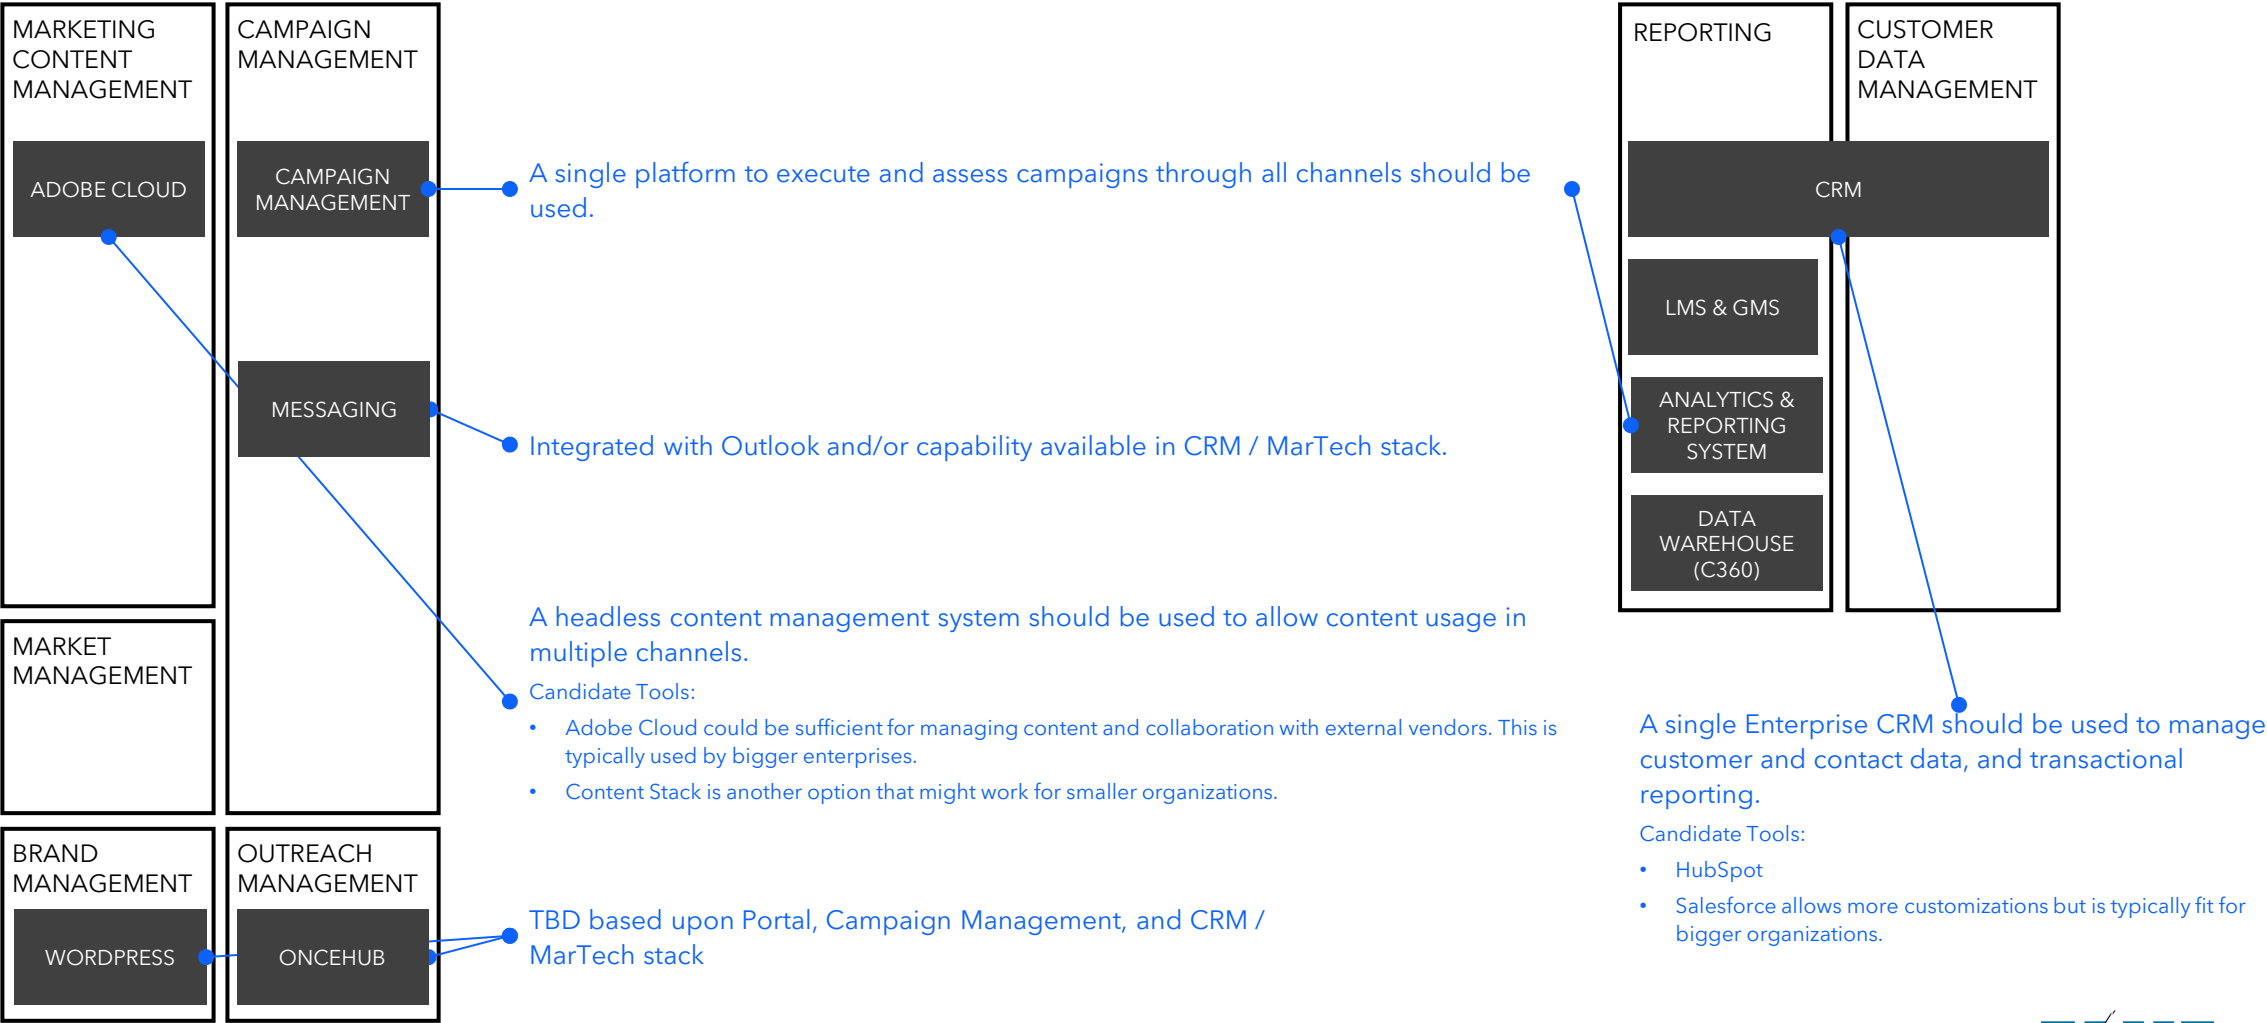 MARKETING
CONTENT
MANAGEMENT
ADOBE CLOUD
CAMPAIGN
MANAGEMENT
CAMPAIGN
MANAGEMENT
MESSAGING
MARKET
MANAGEMENT
BRAND
MANAGEMENT
WORDPRESS
OUTREACH
MANAGEMENT
ONCEHUB
A single platform to execute and assess campaigns through all channels should be
used.
Integrated with Outlook and/or capability available in CRM / MarTech stack.
A headless content management system should be used to allow content usage in
multiple channels.
Candidate Tools:
• Adobe Cloud could be sufficient for managing content and collaboration with external vendors. This is
typically used by bigger enterprises.
• Content Stack is another option that might work for smaller organizations.
TBD based upon Portal, Campaign Management, and CRM /
MarTech stack
REPORTING
CUSTOMER
DATA
MANAGEMENT
CRM
LMS & GMS
ANALYTICS &
REPORTING
SYSTEM
DATA
WAREHOUSE
(C360)
A single Enterprise CRM should be used to manage
customer and contact data, and transactional
reporting.
Candidate Tools:
• HubSpot
• Salesforce allows more customizations but is typically fit for
bigger organizations.